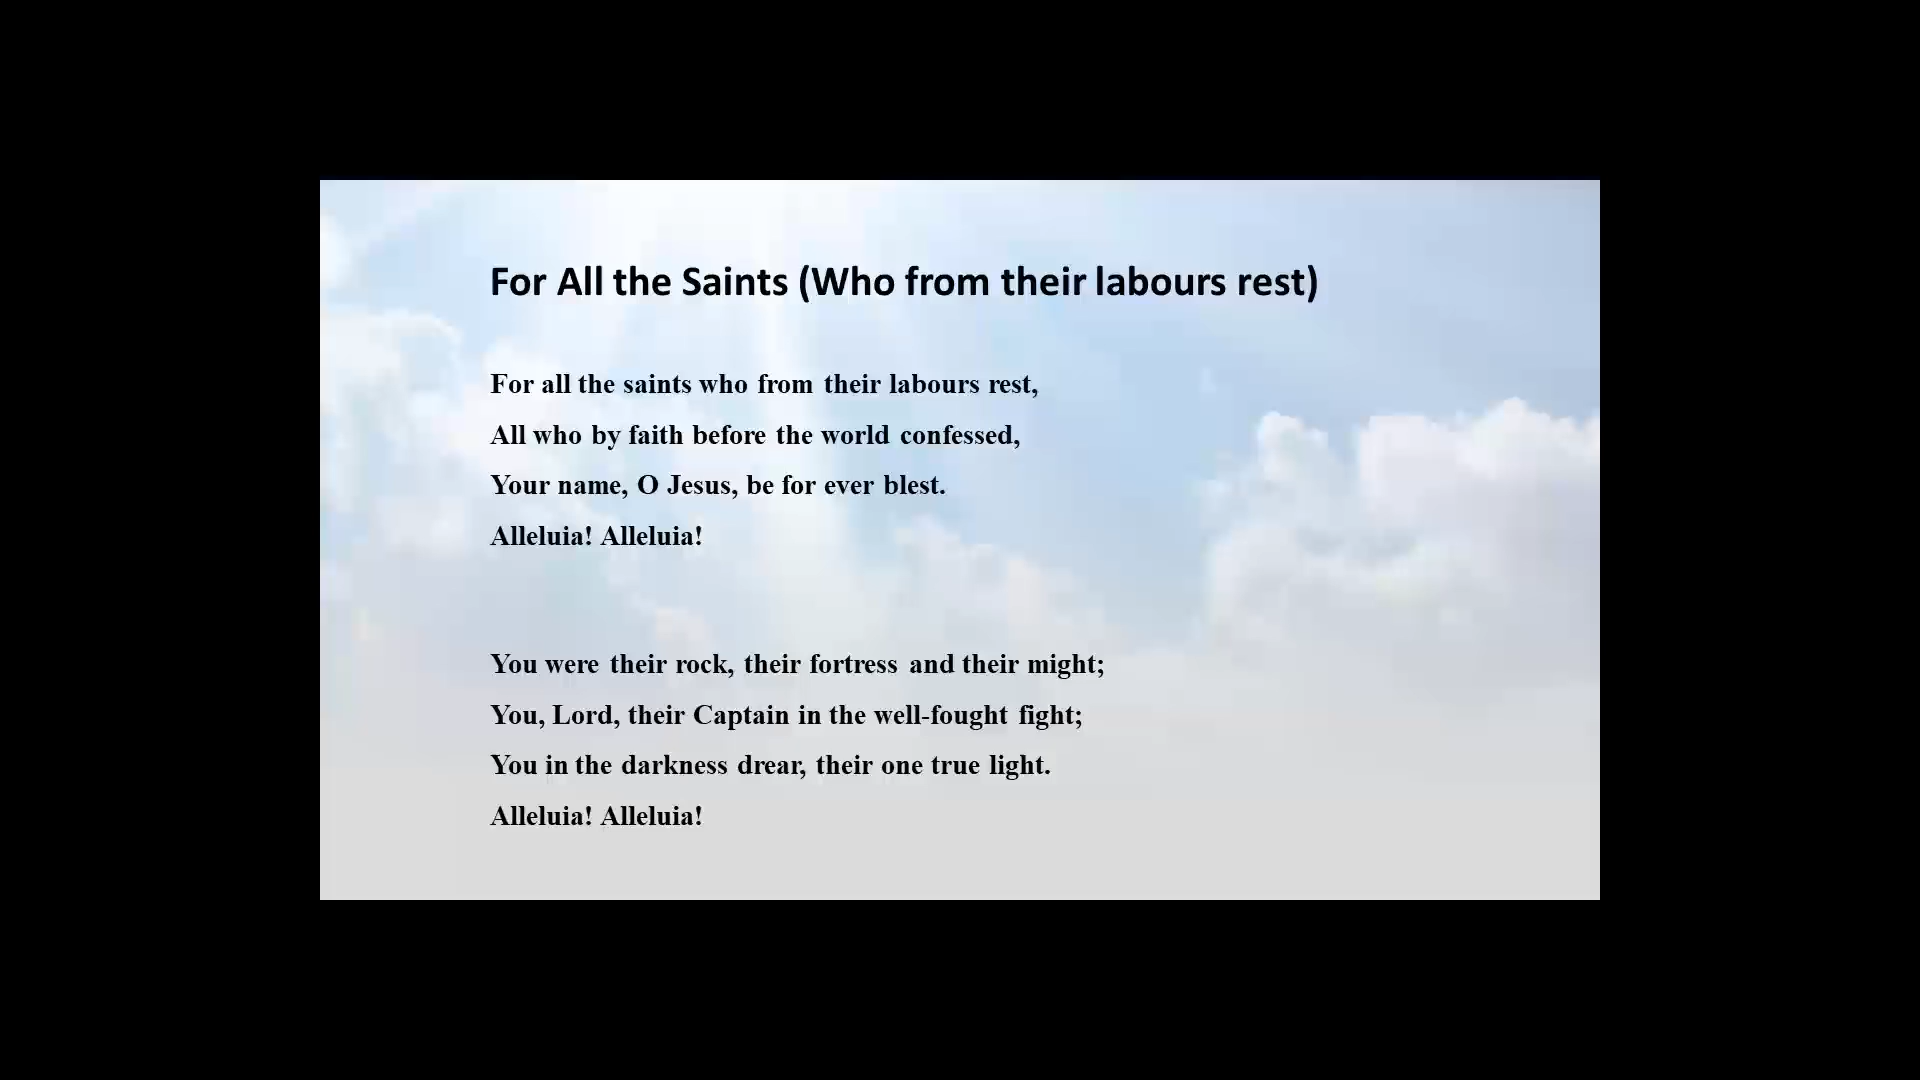 For All the Saints (Who from their labours rest)
For all the saints who from their labours rest,
All who by faith before the world confessed,
Your name, O Jesus, be for ever blest.
Alleluia! Alleluia!
You were their rock, their fortress and their might;
You, Lord, their Captain in the well-fought fight;
You in the darkness drear, their one true light.
Alleluia! Alleluia!